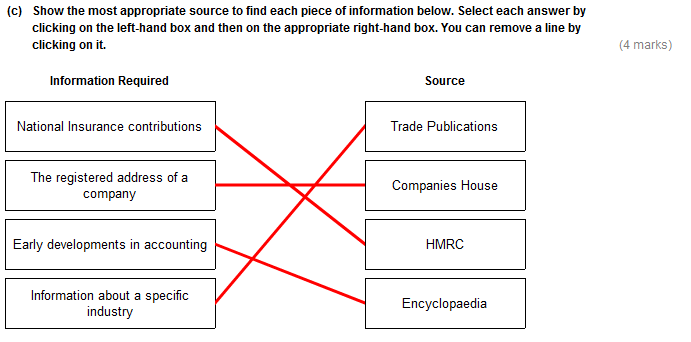 (c) Show the most appropriate source to find each piece of information below. Select each answer by
clicking on the left-hand box and then on the appropriate right-hand box. You can remove a line by
clicking on it.
(4 marks)
Information Required
Source
National Insurance contributions
Trade Publications
The registered address of a
company
Companies House
Early developments in accounting
HMRC
Information about a specific
industry
Encyclopaedia